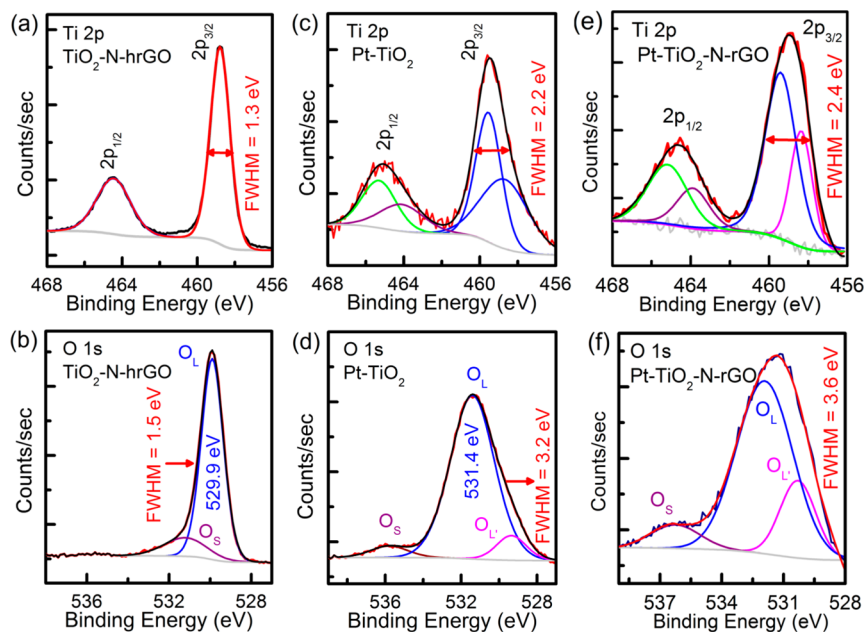 (a)
Ti 2p
TiO2-N-hrGO
2p3/2
2p1/2
FWHM = 1.3 eV
Counts/sec
468 464 460 456
Binding Energy (eV)
(c)
Ti 2p
Pt-TiO2
2p3/2
2p1/2
FWHM = 2.2 eV
Counts/sec
468 464 460 456
Binding Energy (eV)
(e)
Ti 2p
Pt-TiO2-N-rGO
2p3/2
2p1/2
FWHM = 2.4 eV
Counts/sec
468 464 460 456
Binding Energy (eV)
(b)
O 1s
TiO2-N-hrGO
OL
FWHM = 1.5 eV
529.9 eV
OS
Counts/sec
536 532 528
Binding Energy (eV)
(d)
O 1s
Pt-TiO2
OL
531.4 eV
FWHM = 3.2 eV
OS
OL'
Counts/sec
536 532 528
Binding Energy (eV)
(f)
O 1s
Pt-TiO2-N-rGO
OL
OL'
OS
FWHM = 3.6 eV
Counts/sec
537 534 531 528
Binding Energy (eV)